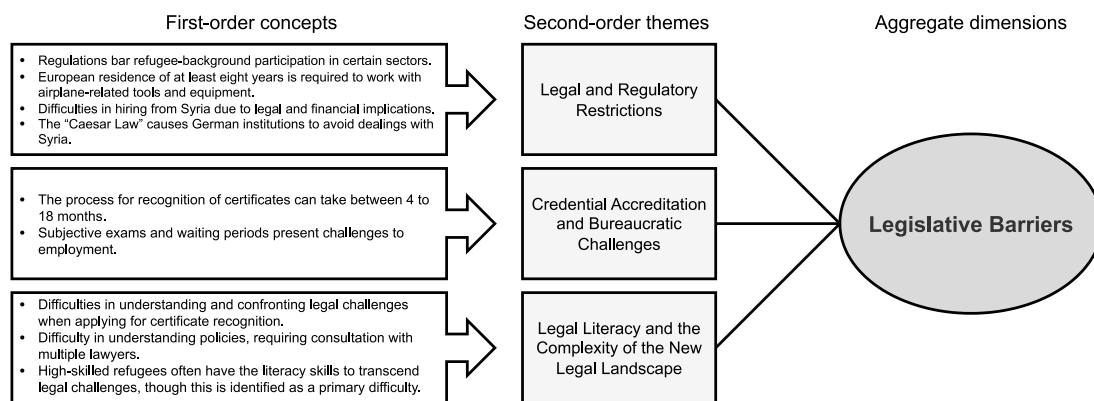 First-order concepts
Second-order themes
Aggregate dimensions
• Regulations bar refugee-background participation in certain sectors.
• European residence of at least eight years is required to work with
airplane-related tools and equipment.
• Difficulties in hiring from Syria due to legal and financial implications.
• The “Caesar Law” causes German institutions to avoid dealings with
Syria.
Legal and Regulatory
Restrictions
• The process for recognition of certificates can take between 4 to
18 months.
• Subjective exams and waiting periods present challenges to
employment.
Credential Accreditation
and Bureaucratic
Challenges
Legislative Barriers
• Difficulties in understanding and confronting legal challenges
when applying for certificate recognition.
• Difficulty in understanding policies, requiring consultation with
multiple lawyers.
• High-skilled refugees often have the literacy skills to transcend
legal challenges, though this is identified as a primary difficulty.
Legal Literacy and the
Complexity of the New
Legal Landscape